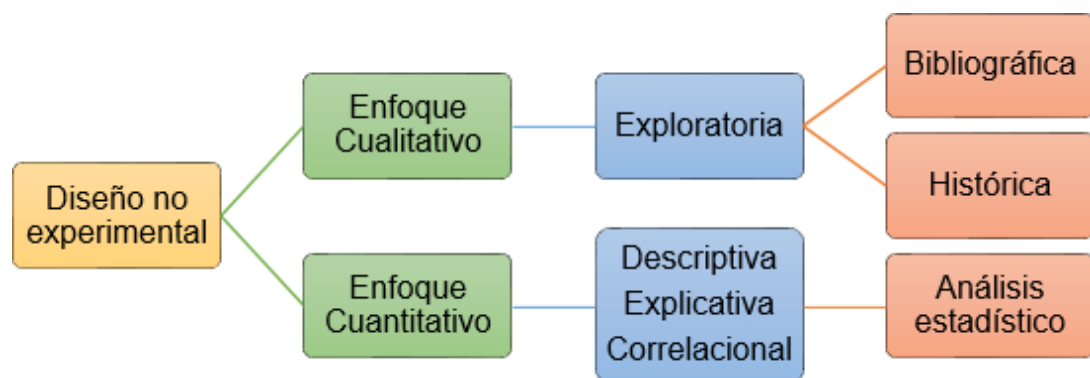 Diseño no
experimental
Enfoque
Cualitativo
Exploratoria
Bibliográfica
Histórica
Enfoque
Cuantitativo
Descriptiva
Explicativa
Correlacional
Análisis
estadístico